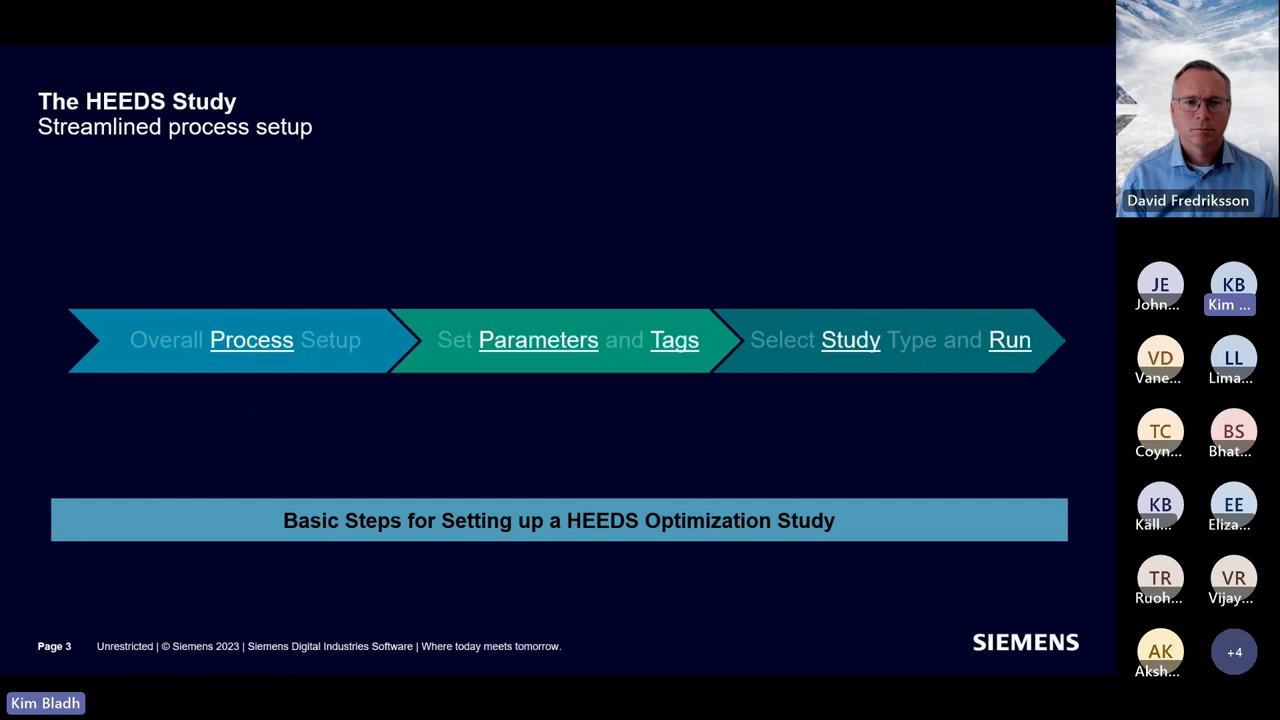 The HEEDS Study
Streamlined process setup
Overall Process Setup
Set Parameters and Tags
Select Study Type and Run
Basic Steps for Setting up a HEEDS Optimization Study
Page 3 Unrestricted | © Siemens 2023 | Siemens Digital Industries Software | Where today meets tomorrow.
SIEMENS
Kim Bladh
David Fredriksson
JE
John...
KB
Kim ...
VD
Vane...
LL
Lima...
TC
Coyn...
BS
Bhat...
KB
Käll...
EE
Eliza...
TR
Ruoh...
VR
Vijay...
AK
Aksh...
+4